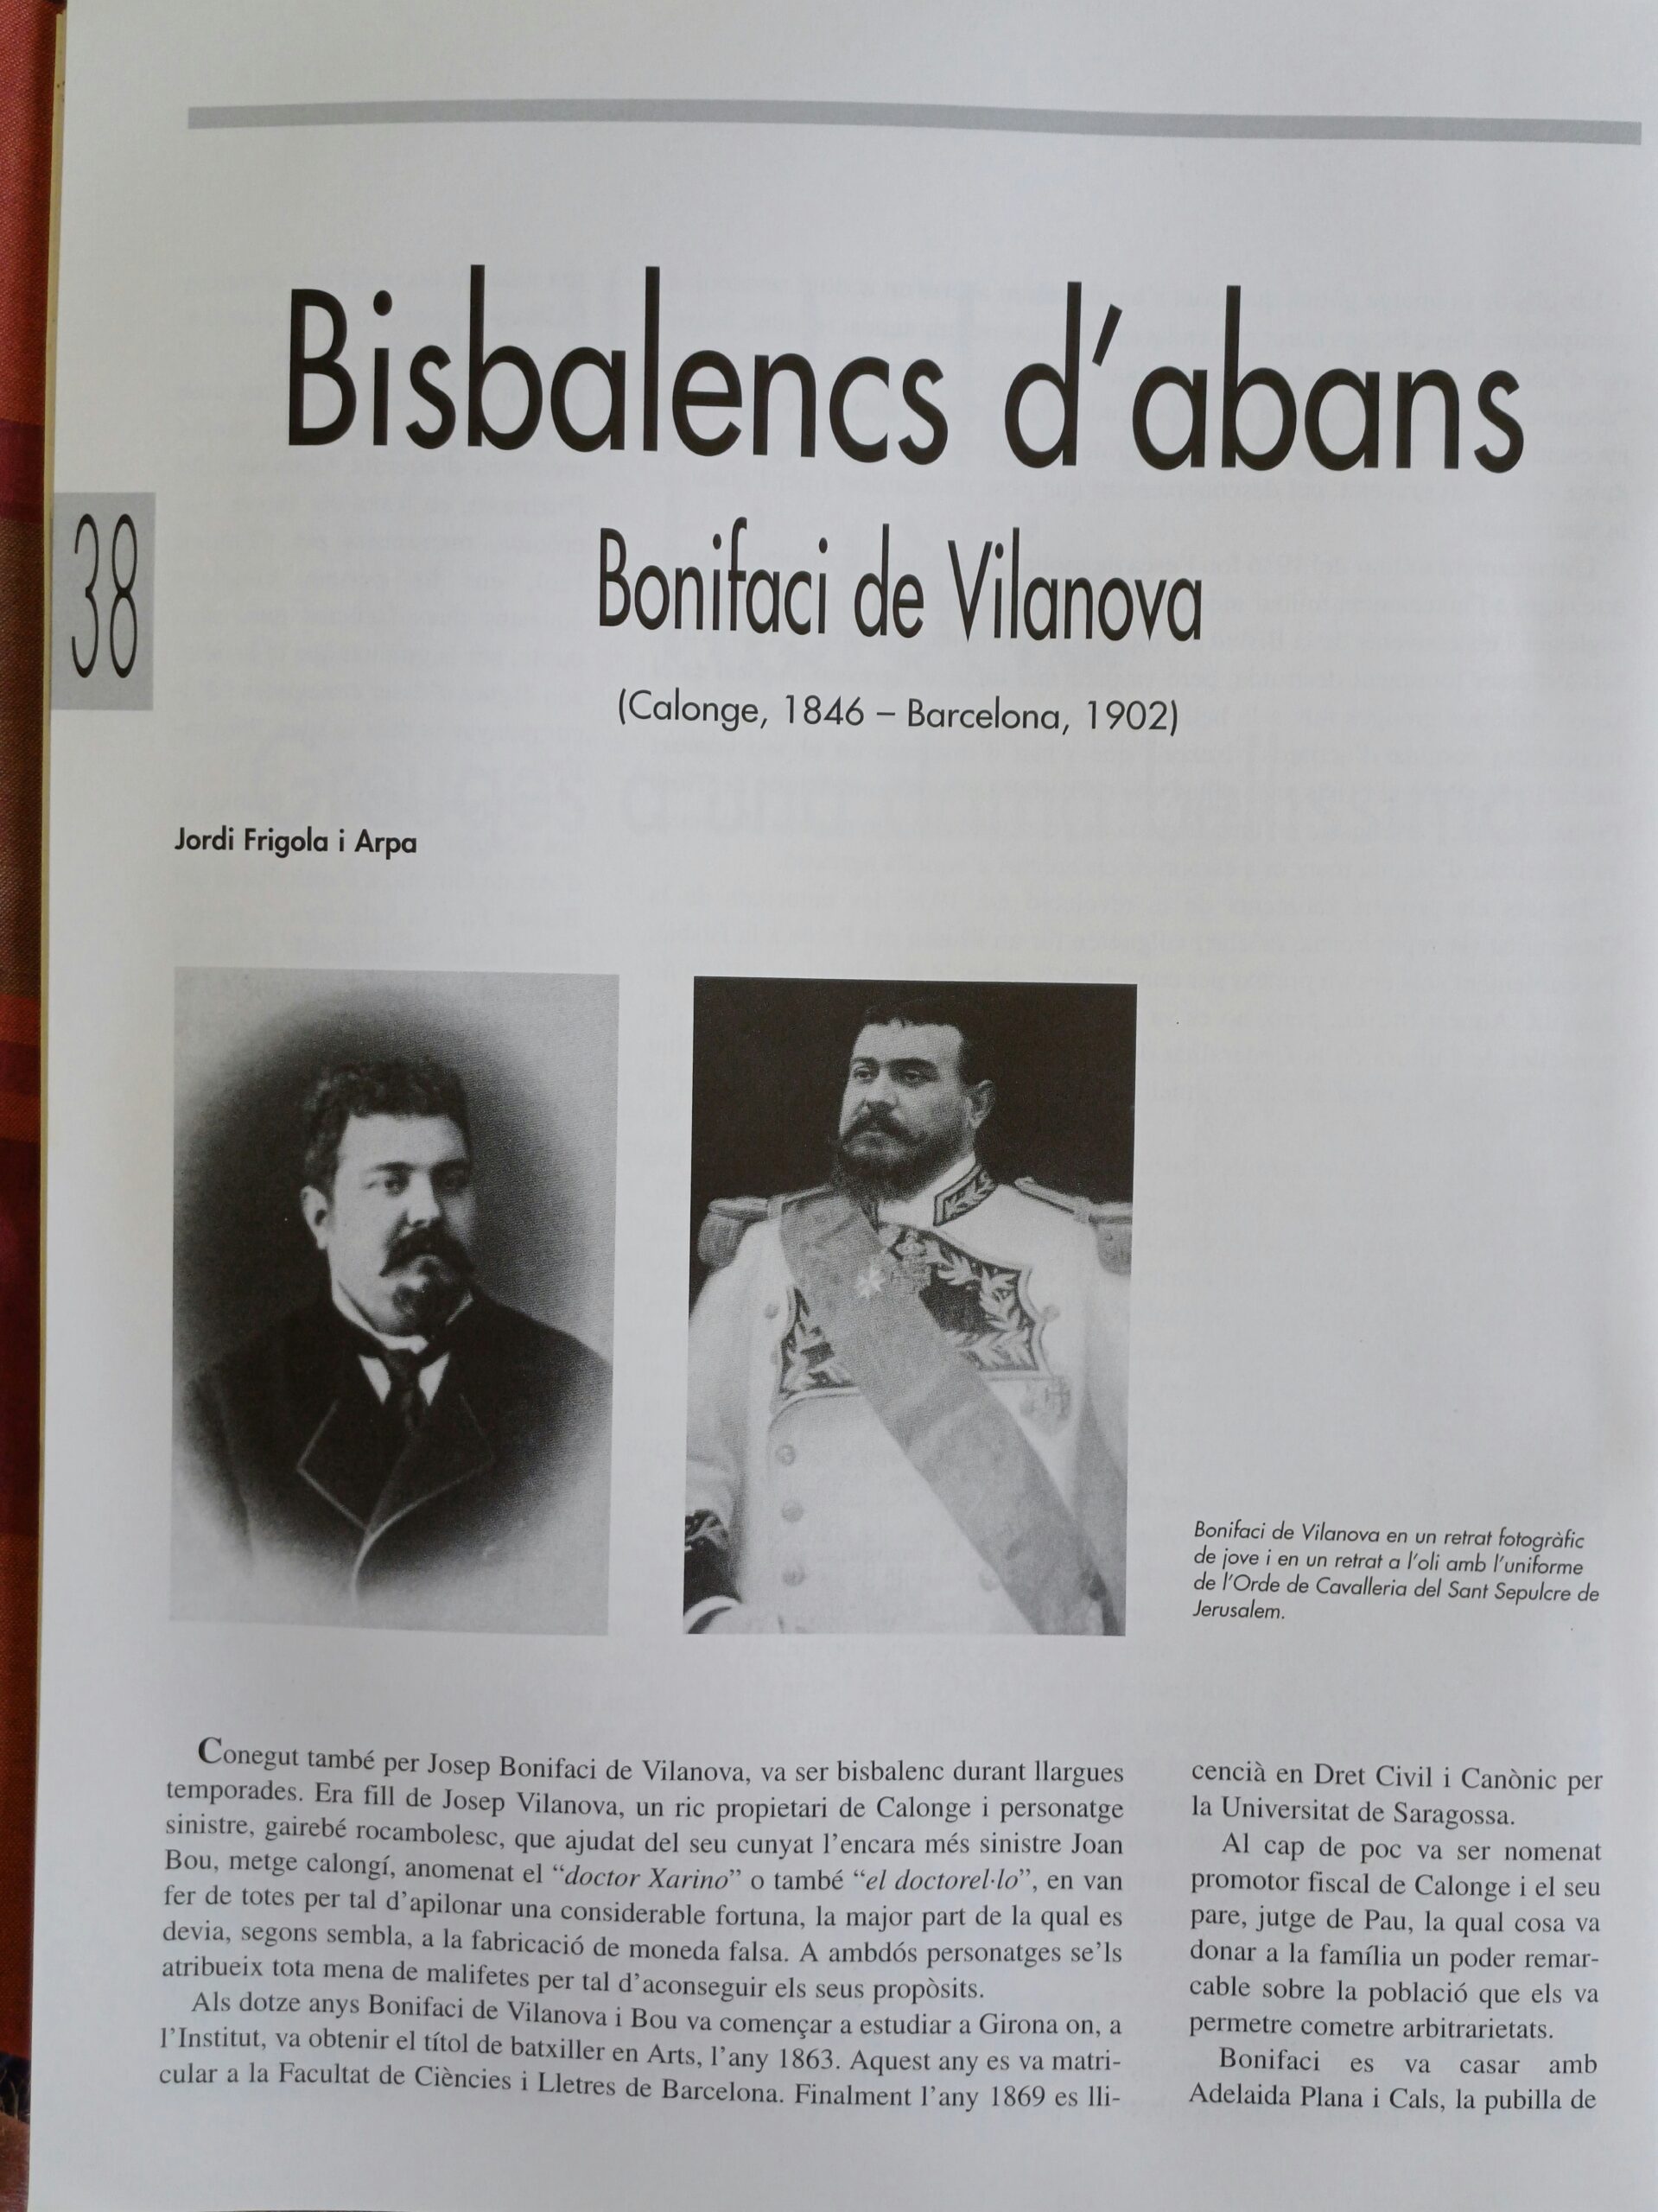 Bisbalencs d'abans
38
Bonifaci de Vilanova
(Calonge, 1846 – Barcelona, 1902)
Jordi Frigola i Arpa
Bonifaci de Vilanova en un retrat fotogràfic
de jove i en un retrat a l'oli amb l'uniforme
de l'Orde de Cavalleria del Sant Sepulcre de
Jerusalem.
Conegut també per Josep Bonifaci de Vilanova, va ser bisbalenc durant llargues
temporades. Era fill de Josep Vilanova, un ric propietari de Calonge i personatge
sinistre, gairebé rocambolesc, que ajudat del seu cunyat l'encara més sinistre Joan
Bou, metge calongí, anomenat el “doctor Xarino” o també “el doctorel·lo”, en van
fer de totes per tal d'apilonar una considerable fortuna, la major part de la qual es
devia, segons sembla, a la fabricació de moneda falsa. A ambdós personatges se'ls
atribueix tota mena de malifetes per tal d'aconseguir els seus propòsits.
Als dotze anys Bonifaci de Vilanova i Bou va començar a estudiar a Girona on, a
l'Institut, va obtenir el títol de batxiller en Arts, l'any 1863. Aquest any es va matri-
cular a la Facultat de Ciències i Lletres de Barcelona. Finalment l'any 1869 es lli-
cencià en Dret Civil i Canònic per
la Universitat de Saragossa.
Al cap de poc va ser nomenat
promotor fiscal de Calonge i el seu
pare, jutge de Pau, la qual cosa va
donar a la família un poder remar-
cable sobre la població que els va
permetre cometre arbitrarietats.
Bonifaci es va casar amb
Adelaida Plana i Cals, la pubilla de